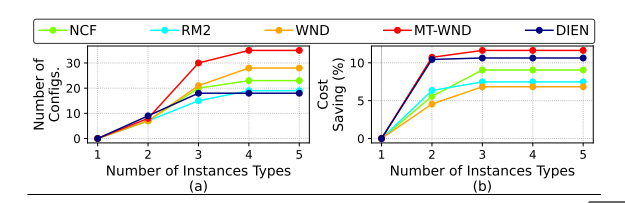 NCF RM2 WND MT-WND DIEN
Number of
Configs.
30
20
10
0
1 2 3 4 5
Number of Instances Types
(a)
Cost
Saving (%)
10
5
0
1 2 3 4 5
Number of Instances Types
(b)